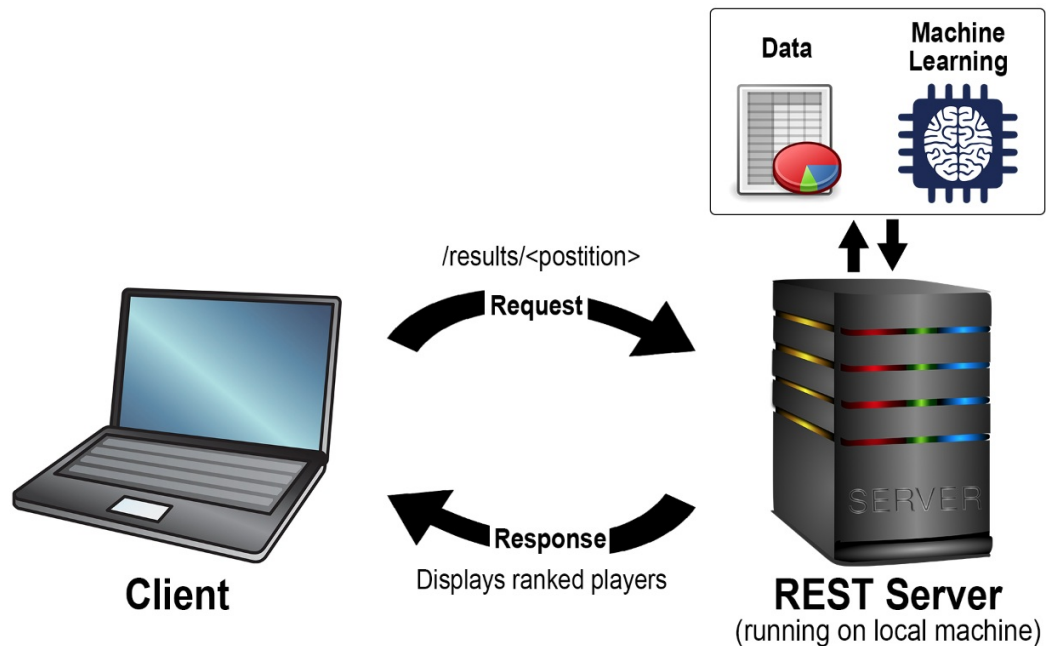 Data
Machine
Learning
/results/<postition>
Request
SERVER
Response
Displays ranked players
Client
REST Server
(running on local machine)